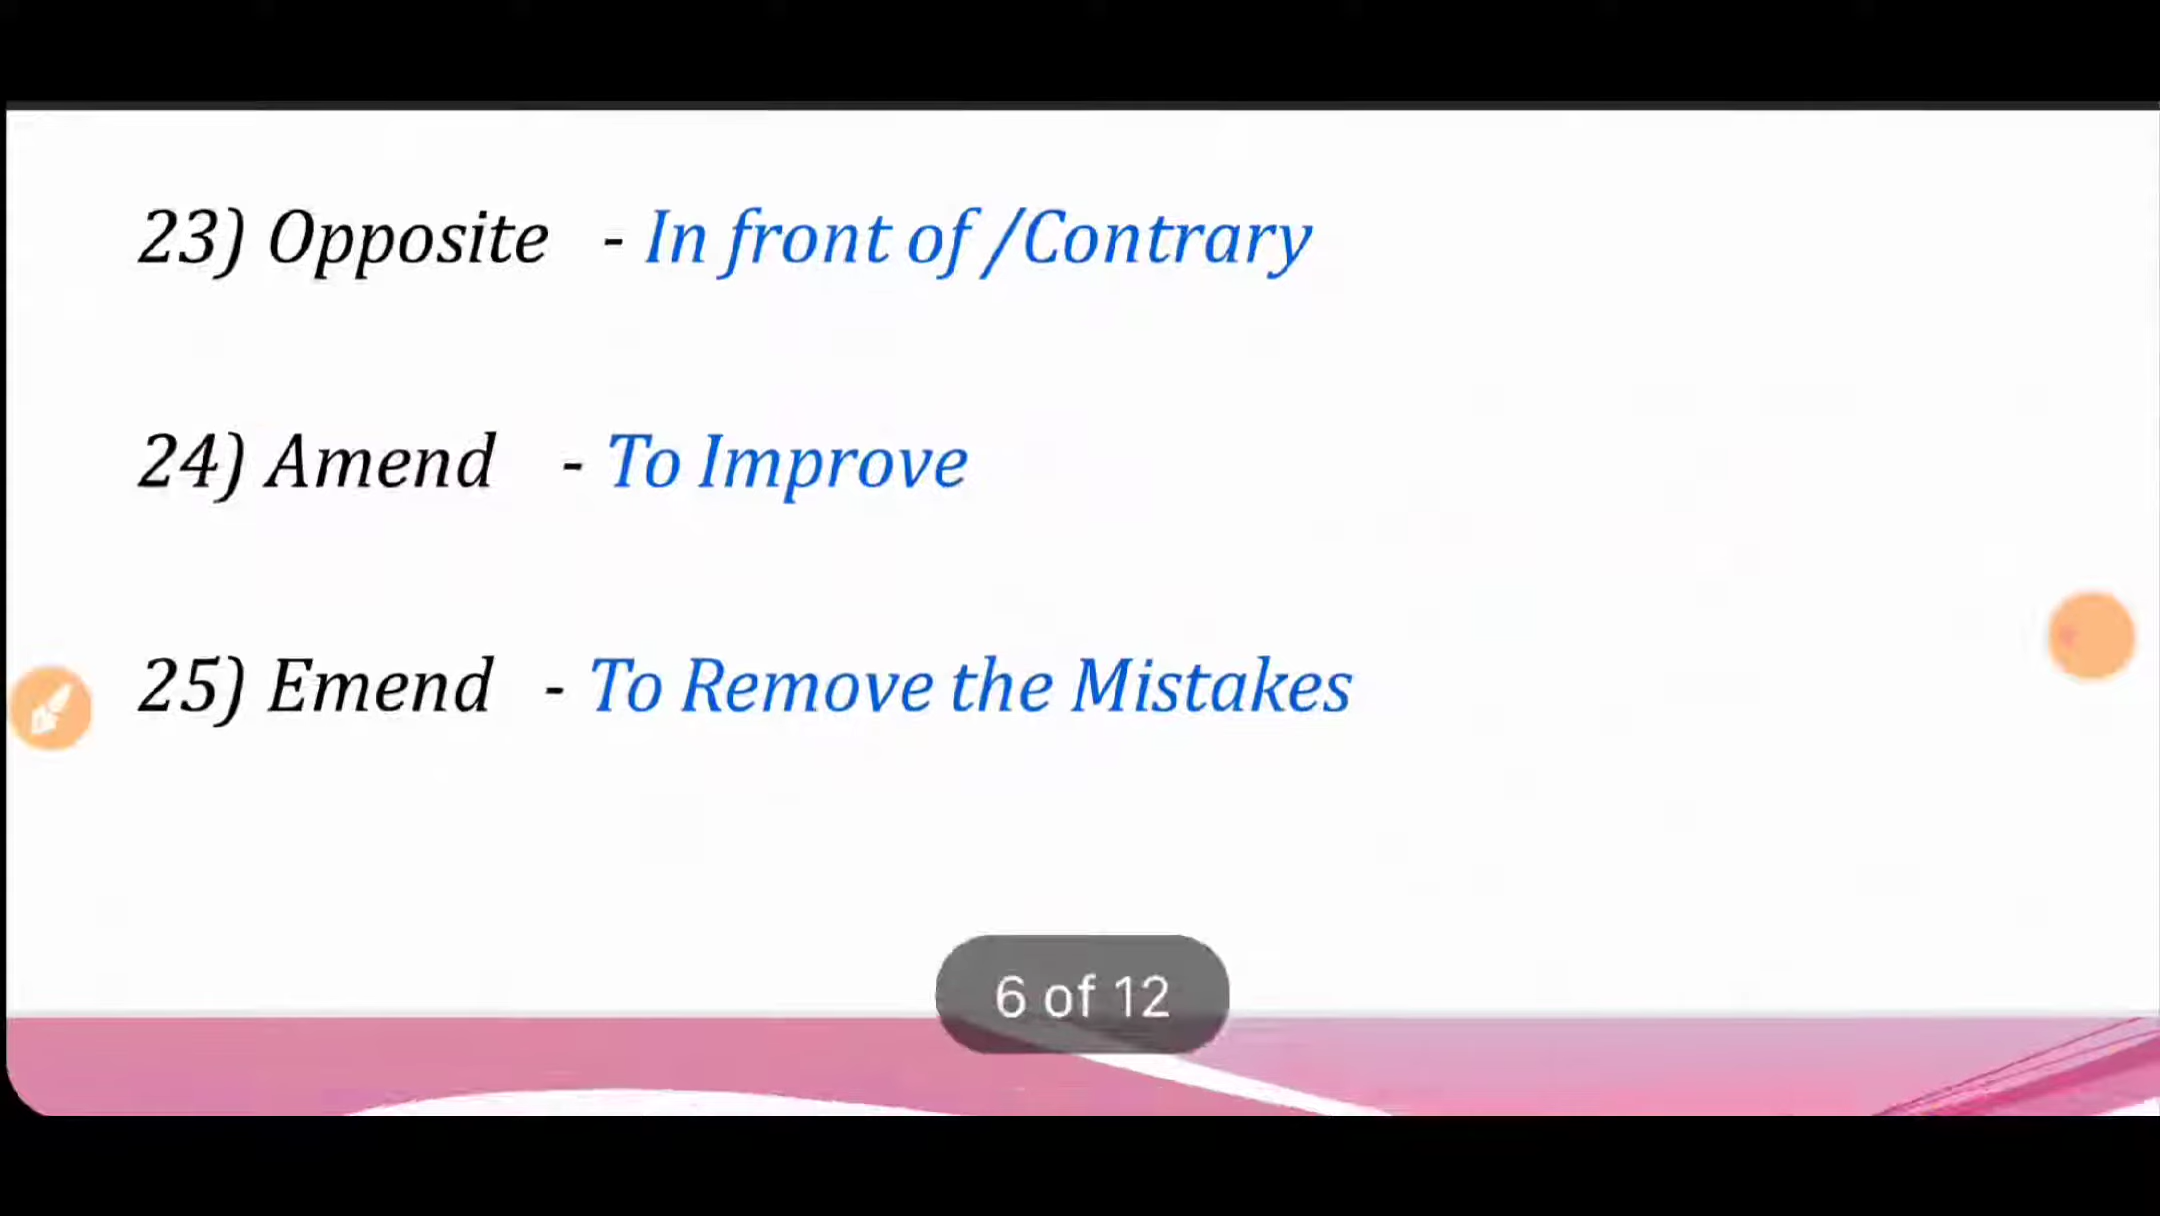 23) Opposite - In front of /Contrary
24) Amend - To Improve
25) Emend - To Remove the Mistakes
6 of 12